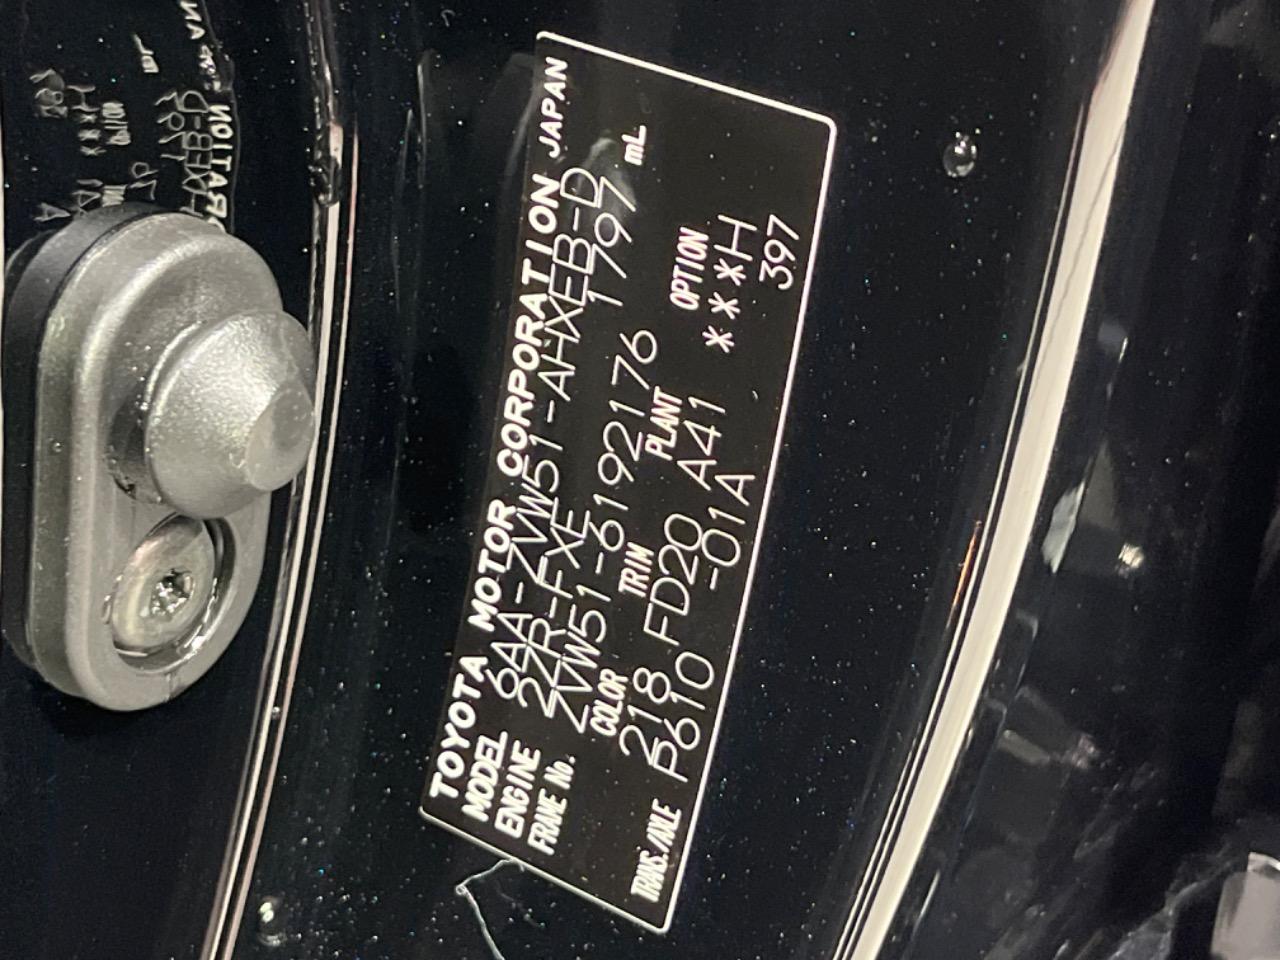 TOYOTA MOTOR CORPORATION JAPAN
MODEL 6AA-ZVW51-AHXEB-D
ENGINE 2ZR-FXE 1797 mL
FRAME No. ZVW51-6192176
COLOR TRIM PLANT OPTION
218 FD20 A41 ***H
TRANS./AXLE P610 -01A 397